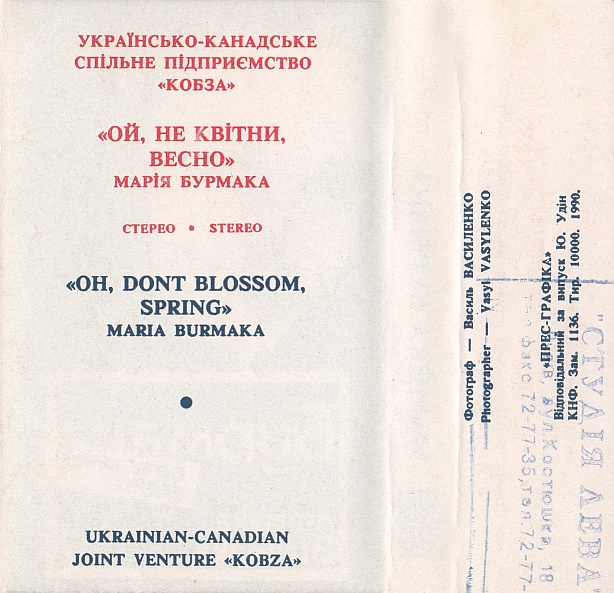 УКРАЇНСЬКО-КАНАДСЬКЕ
СПІЛЬНЕ ПІДПРИЄМСТВО
«КОБЗА»
«ОЙ, НЕ КВІТНИ,
ВЕСНО»
МАРІЯ БУРМАКА
СТЕРЕО • STEREO
«OH, DONT BLOSSOM,
SPRING»
MARIA BURMAKA
UKRAINIAN-CANADIAN
JOINT VENTURE «KOBZA»
Фотограф — Василь ВАСИЛЕНКО
Photographer — Vasyl VASYLENKO
«ПРЕС-ГРАФІКА»
Відповідальний за випуск Ю. Удін
КНФ. Зам. 1136. Тир. 10000. 1990.
"СТУДІЯ ЛЕВА"
вул. Костюшка, 18
факс 72-77-35, тел. 72-77-